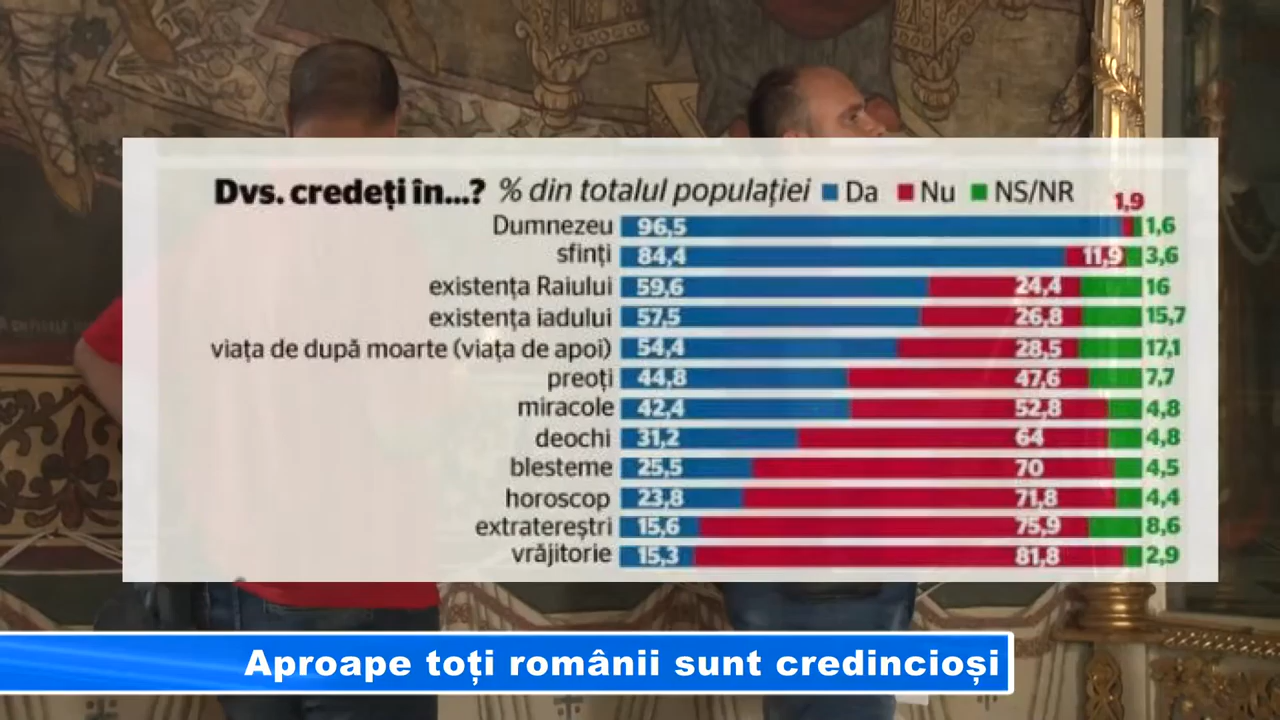 Dvs. credeți în...? % din totalul populației Da Nu NS/NR
1,9
Dumnezeu 96,5 1,6
sfinți 84,4 11,9 3,6
existența Raiului 59,6 24,4 16
existența iadului 57,5 26,8 15,7
viața de după moarte (viața de apoi) 54,4 28,5 17,1
preoți 44,8 47,6 7,7
miracole 42,4 52,8 4,8
deochi 31,2 64 4,8
blesteme 25,5 70 4,5
horoscop 23,8 71,8 4,4
extratereștri 15,6 75,9 8,6
vrăjitorie 15,3 81,8 2,9
Aproape toți românii sunt credincioși